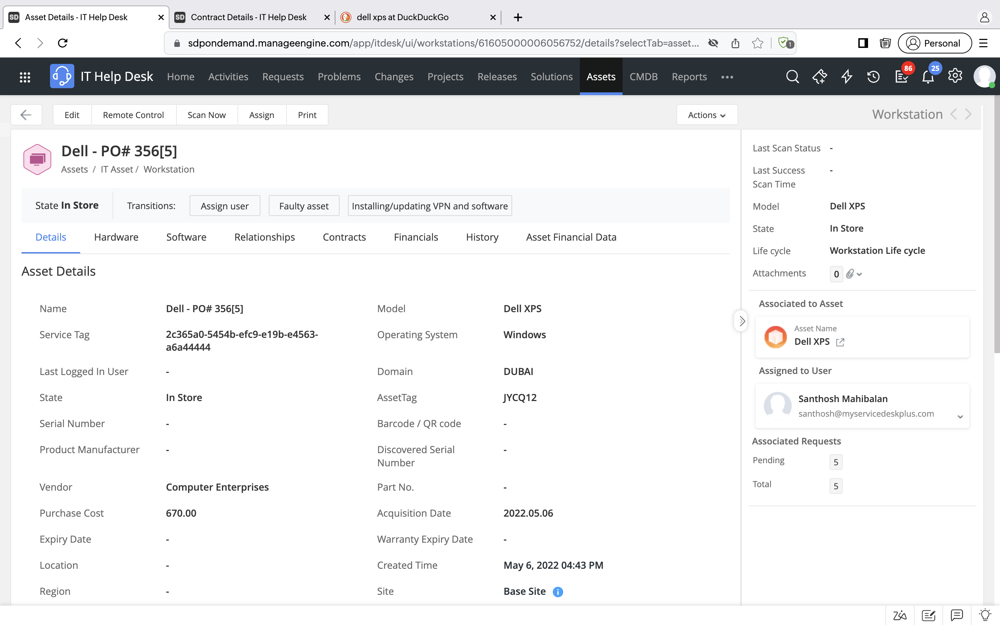 SD Asset Details - IT Help Desk
SD Contract Details - IT Help Desk
dell xps at DuckDuckGo
sdpondemand.manageengine.com/app/itdesk/ui/workstations/61605000006056752/details?selectTab=asset...
1
Personal
IT Help Desk
Home
Activities
Requests
Problems
Changes
Projects
Releases
Solutions
Assets
CMDB
Reports
86
25
Edit
Remote Control
Scan Now
Assign
Print
Actions
Workstation
Dell - PO# 356[5]
Assets / IT Asset / Workstation
State In Store
Transitions:
Assign user
Faulty asset
Installing/updating VPN and software
Details
Hardware
Software
Relationships
Contracts
Financials
History
Asset Financial Data
Asset Details
Name
Dell - PO# 356[5]
Model
Dell XPS
Service Tag
2c365a0-5454b-efc9-e19b-e4563-
a6a44444
Operating System
Windows
Last Logged In User
-
Domain
DUBAI
State
In Store
AssetTag
JYCQ12
Serial Number
-
Barcode / QR code
-
Product Manufacturer
-
Discovered Serial
Number
-
Vendor
Computer Enterprises
Part No.
-
Purchase Cost
670.00
Acquisition Date
2022.05.06
Expiry Date
-
Warranty Expiry Date
-
Location
-
Created Time
May 6, 2022 04:43 PM
Region
-
Site
Base Site
Last Scan Status
-
Last Success
Scan Time
-
Model
Dell XPS
State
In Store
Life cycle
Workstation Life cycle
Attachments
0
Associated to Asset
Asset Name
Dell XPS
Assigned to User
Santhosh Mahibalan
santhosh@myservicedeskplus.com
Associated Requests
Pending
5
Total
5
Zia